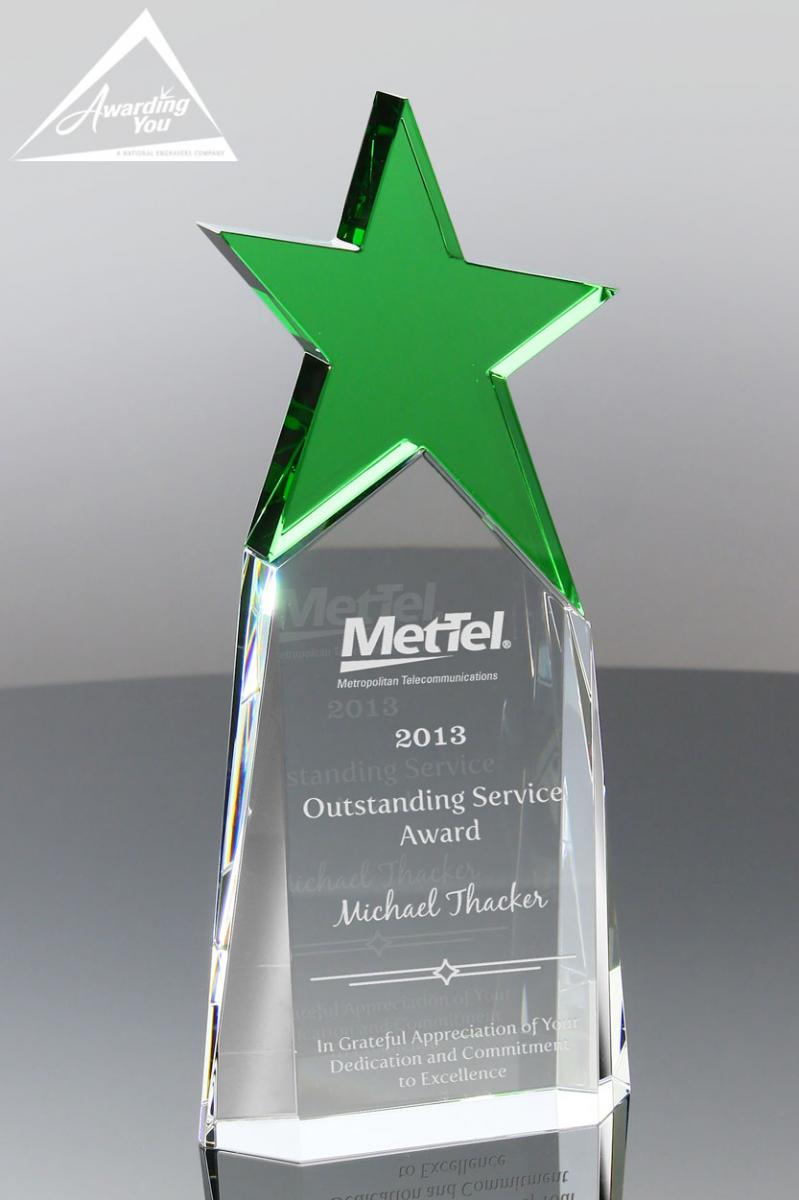 Awarding
You
A NATIONAL ENGRAVERS COMPANY
MetTel®
Metropolitan Telecommunications
2013
Outstanding Service
Award
Michael Thacker
In Grateful Appreciation of Your
Dedication and Commitment
to Excellence